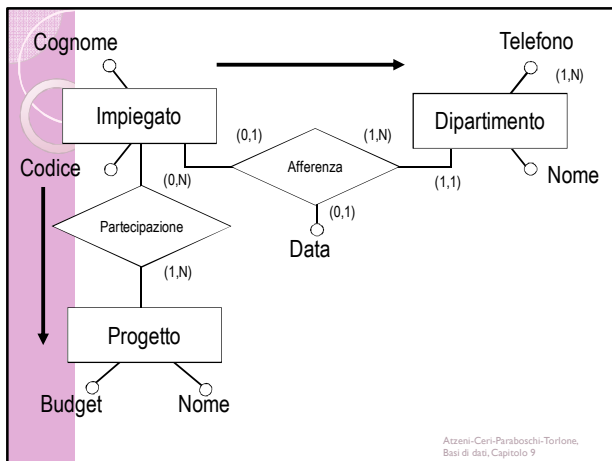 Cognome
Telefono
(1,N)
Impiegato
(0,1)
(1,N)
Dipartimento
Afferenza
Codice
(0,N)
(1,1)
Nome
(0,1)
Partecipazione
Data
(1,N)
Progetto
Budget
Nome
Atzeni-Ceri-Paraboschi-Torlone,
Basi di dati, Capitolo 9